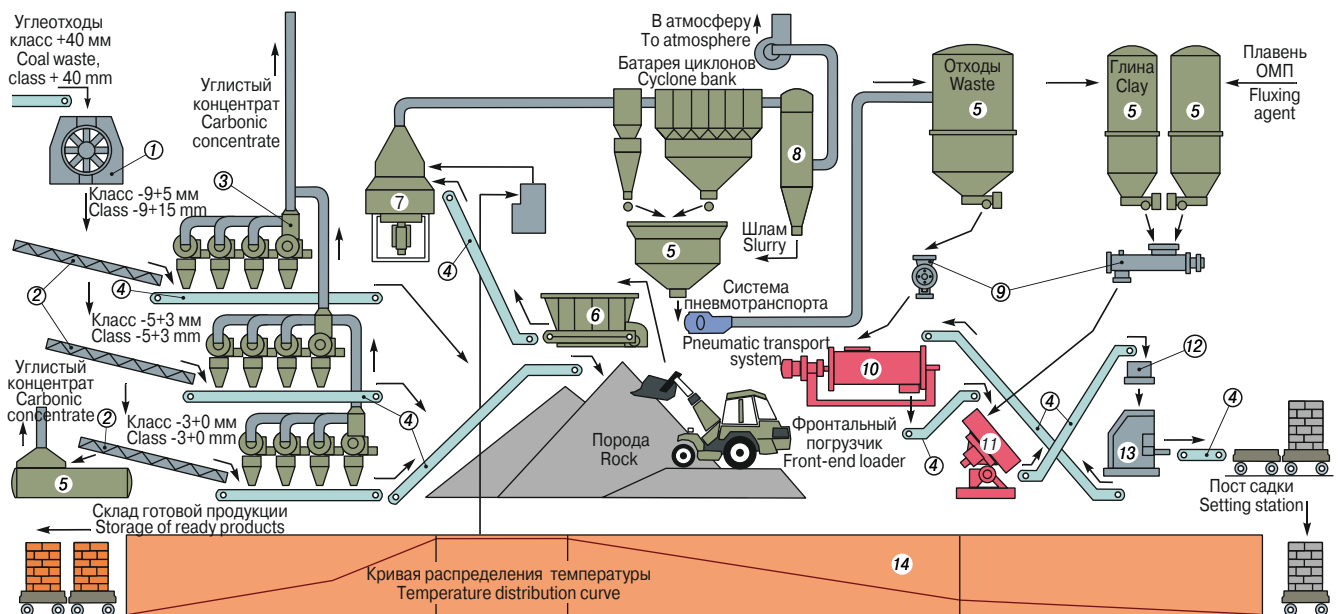 Углеотходы
класс +40 мм
Coal waste,
class + 40 mm
1
Класс -9+5 мм
Class -9+15 mm
Углистый
концентрат
Carbonic
concentrate
3
2
4
Класс -5+3 мм
Class -5+3 mm
Углистый
концентрат
Carbonic
concentrate
2
Класс -3+0 мм
Class -3+0 mm
4
5
В атмосферу
To atmosphere
Батарея циклонов
Cyclone bank
7
4
8
Шлам
Slurry
5
6
Система
пневмотранспорта
Pneumatic transport
system
Порода
Rock
Фронтальный
погрузчик
Front-end loader
Отходы
Waste
5
Глина
Clay
5
5
Плавень
ОМП
Fluxing
agent
9
10
4
11
4
12
13
4
Пост садки
Setting station
Склад готовой продукции
Storage of ready products
Кривая распределения температуры
Temperature distribution curve
14